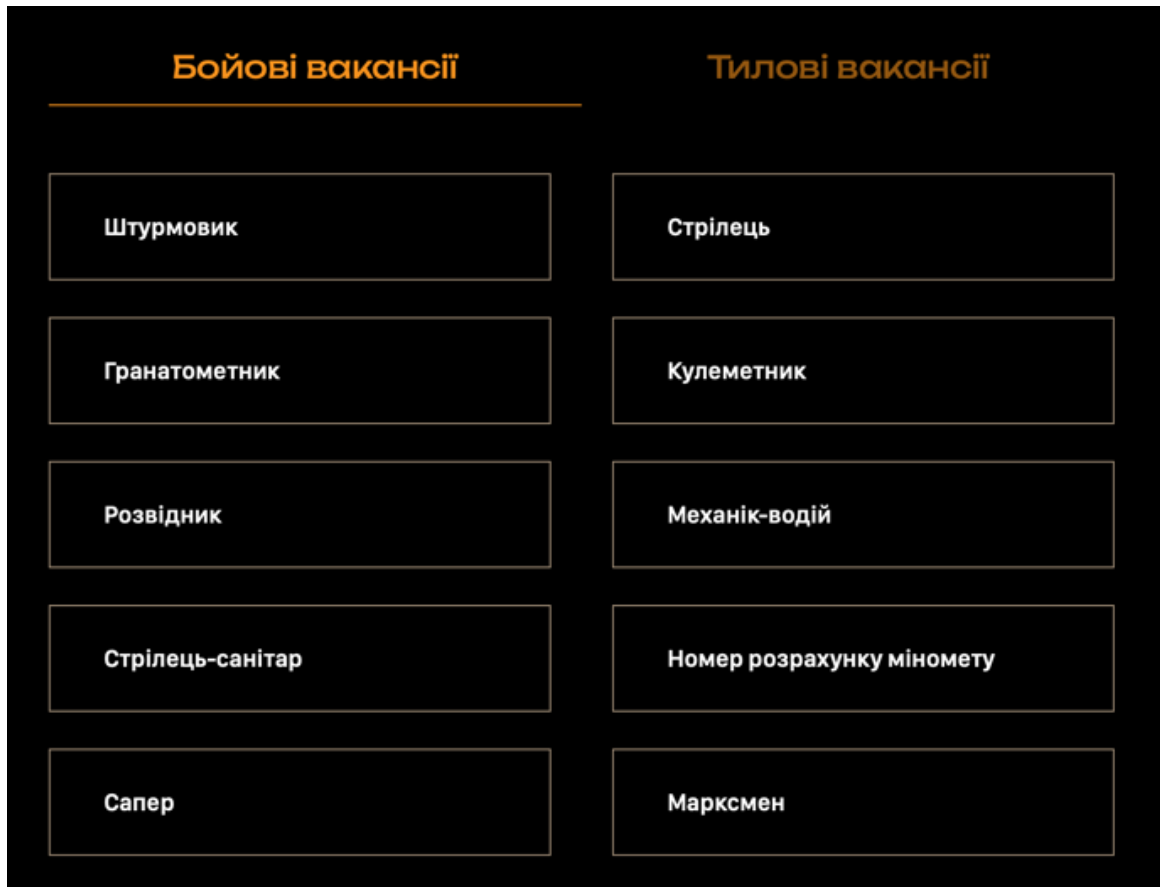 Бойові вакансії
Тилові вакансії
Штурмовик
Стрілець
Гранатометник
Кулеметник
Розвідник
Механік-водій
Стрілець-санітар
Номер розрахунку міномету
Сапер
Марксмен